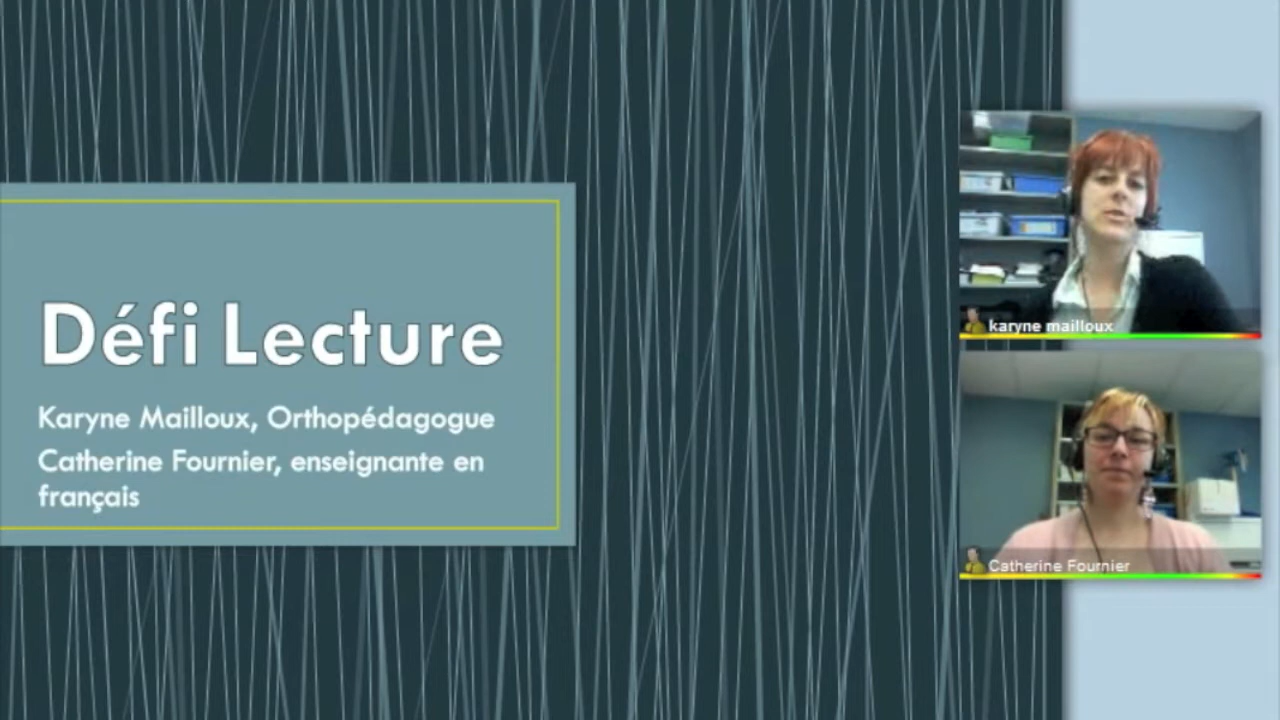 Défi Lecture
Karyne Mailloux, Orthopédagogue
Catherine Fournier, enseignante en
français
karyne mailloux
Catherine Fournier